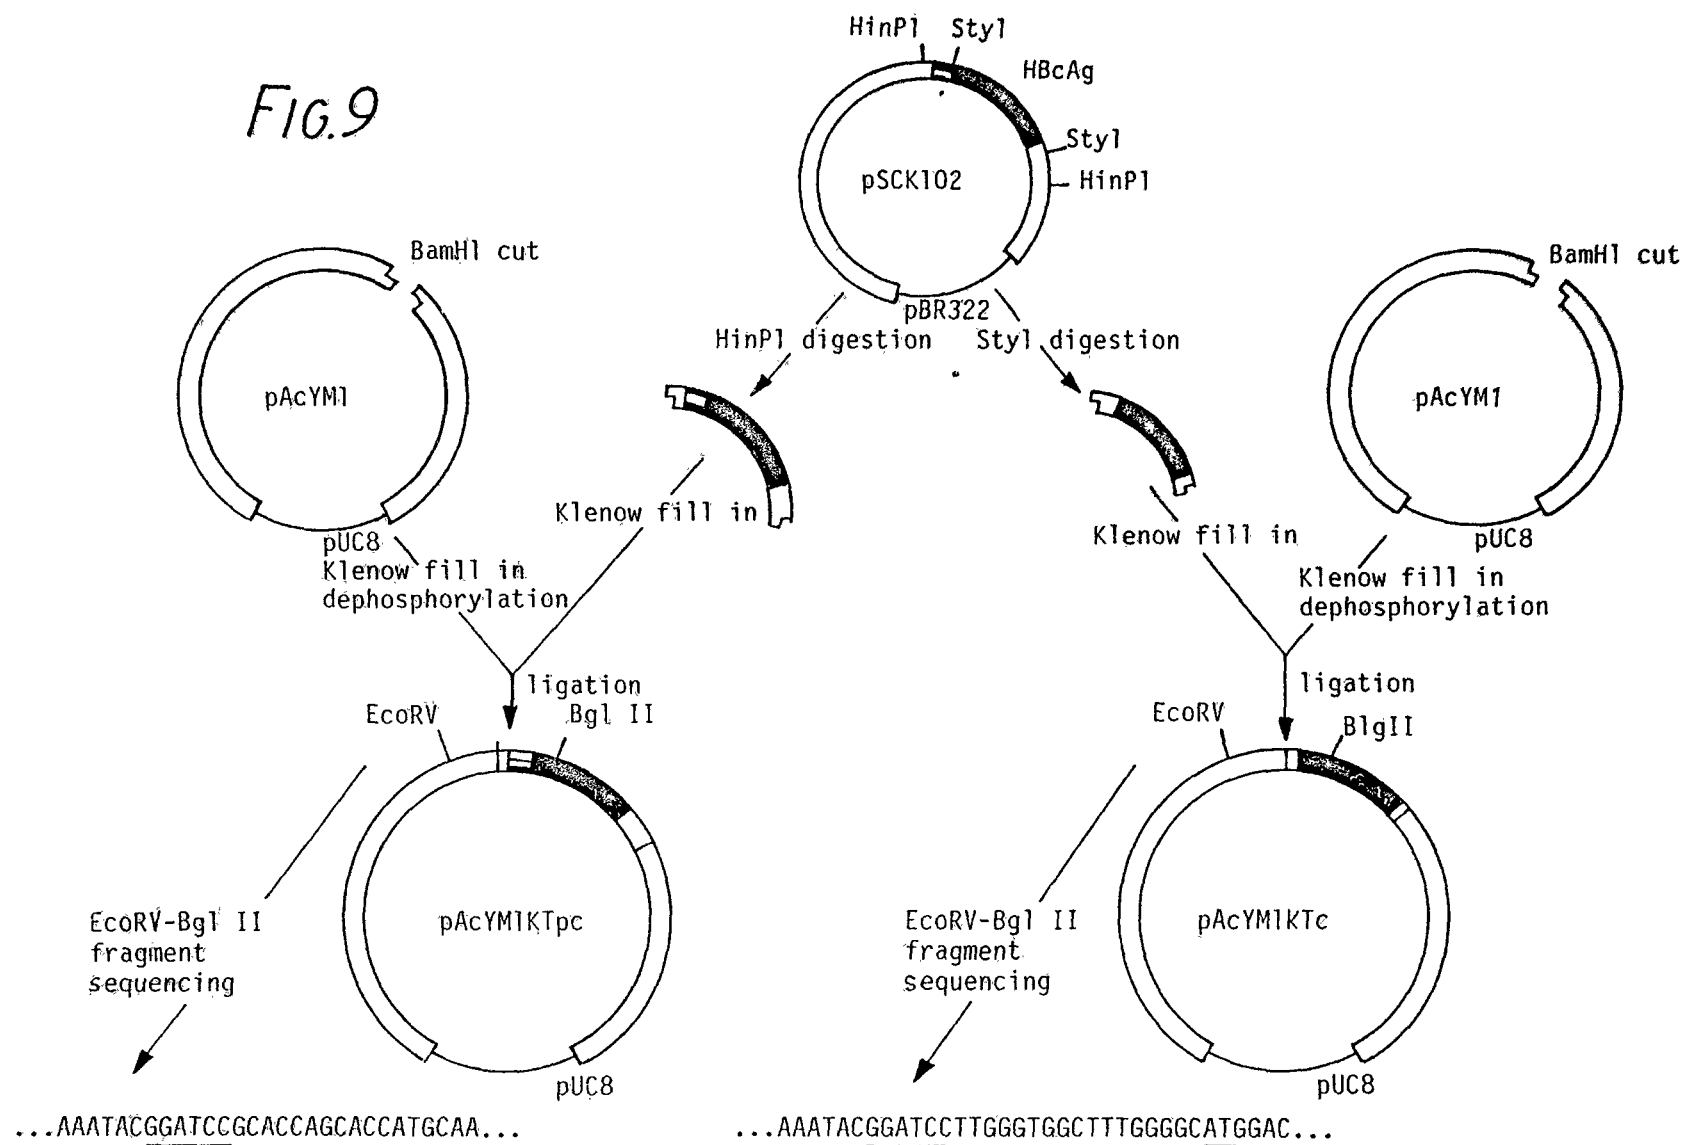 FIG.9
HinP1 Sty1
HBcAg
Sty1
HinP1
pSCK102
pBR322
BamH1 cut
pAcYM1
pUC8
BamH1 cut
pAcYM1
pUC8
HinP1 digestion
Sty1 digestion
Klenow fill in
Klenow fill in
dephosphorylation
Klenow fill in
Klenow fill in
dephosphorylation
ligation
EcoRV
Bgl II
pAcYM1KTpc
pUC8
ligation
EcoRV
BlgII
pAcYM1KTc
pUC8
EcoRV-Bgl II
fragment
sequencing
EcoRV-Bgl II
fragment
sequencing
...AAATACGGATCCGCACCAGCACCATGCAA...
...AAATACGGATCCTTGGGTGGCTTTGGGGCATGGAC...